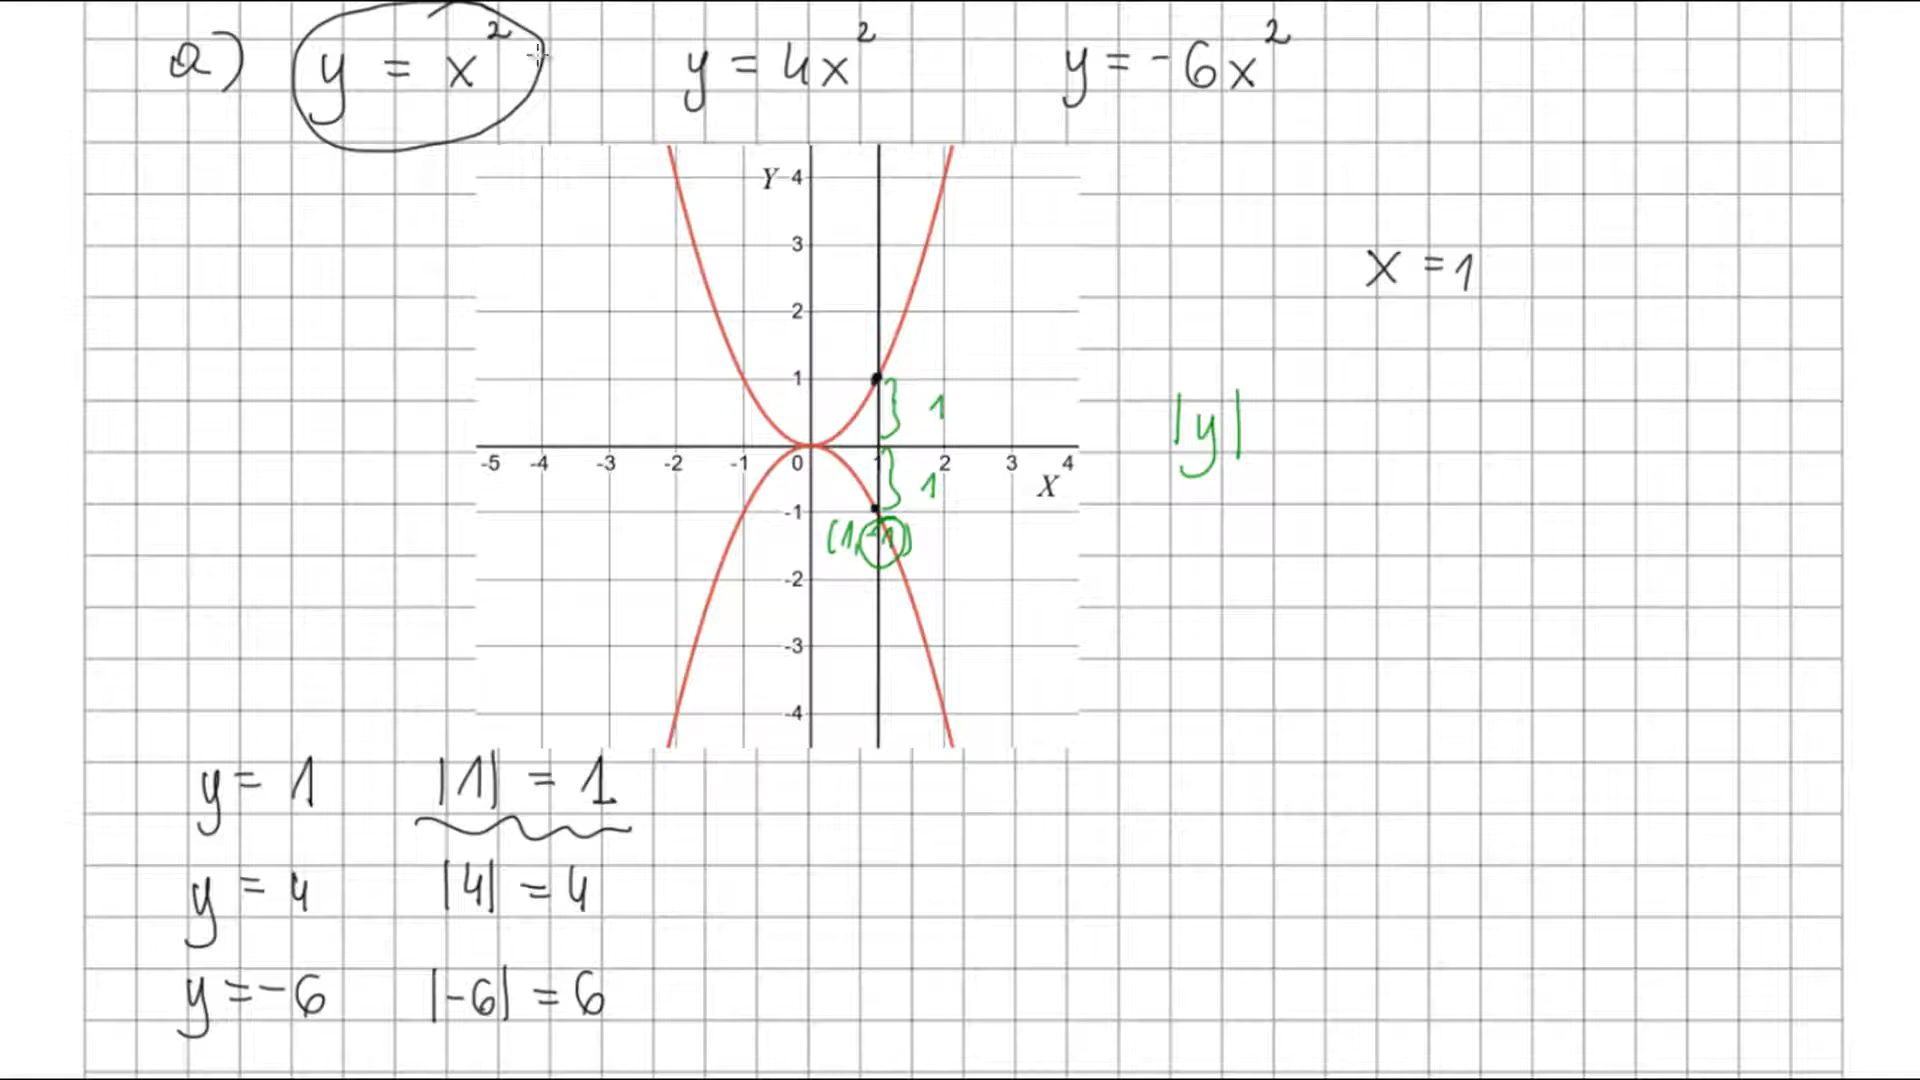 a) y = x² y = 4x² y = -6x²
Y 4
3
x = 1
2
1
} 1
|y|
-5 -4 -3 -2 -1 0 1 2 3 4
X
} 1
-1
(1,-1)
-2
-3
-4
y = 1 |1| = 1
y = 4 |4| = 4
y = -6 |-6| = 6